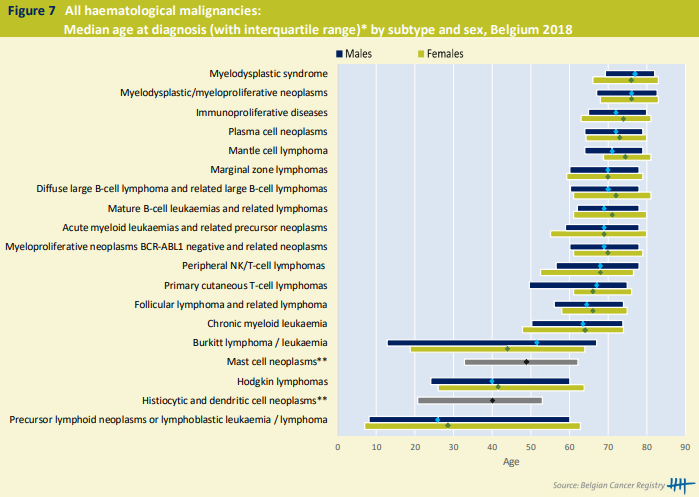 Figure 7 All haematological malignancies:
Median age at diagnosis (with interquartile range)* by subtype and sex, Belgium 2018
Males Females
Myelodysplastic syndrome
Myelodysplastic/myeloproliferative neoplasms
Immunoproliferative diseases
Plasma cell neoplasms
Mantle cell lymphoma
Marginal zone lymphomas
Diffuse large B-cell lymphoma and related large B-cell lymphomas
Mature B-cell leukaemias and related lymphomas
Acute myeloid leukaemias and related precursor neoplasms
Myeloproliferative neoplasms BCR-ABL1 negative and related neoplasms
Peripheral NK/T-cell lymphomas
Primary cutaneous T-cell lymphomas
Follicular lymphoma and related lymphoma
Chronic myeloid leukaemia
Burkitt lymphoma / leukaemia
Mast cell neoplasms**
Hodgkin lymphomas
Histiocytic and dendritic cell neoplasms**
Precursor lymphoid neoplasms or lymphoblastic leukaemia / lymphoma
0 10 20 30 40 50 60 70 80 90
Age
Source: Belgian Cancer Registry